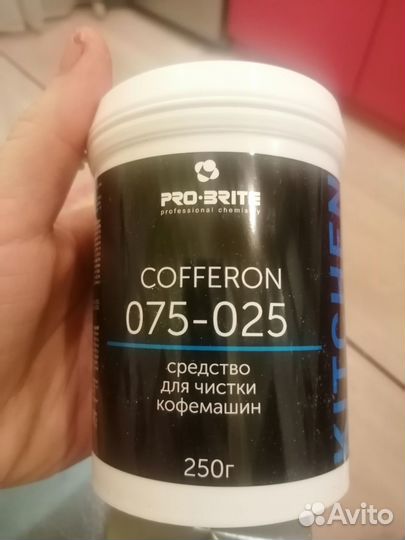 PRO-BRITE
professional chemistry
COFFERON
075-025
средство
для чистки
кофемашин
250г
KITCHEN
Avito